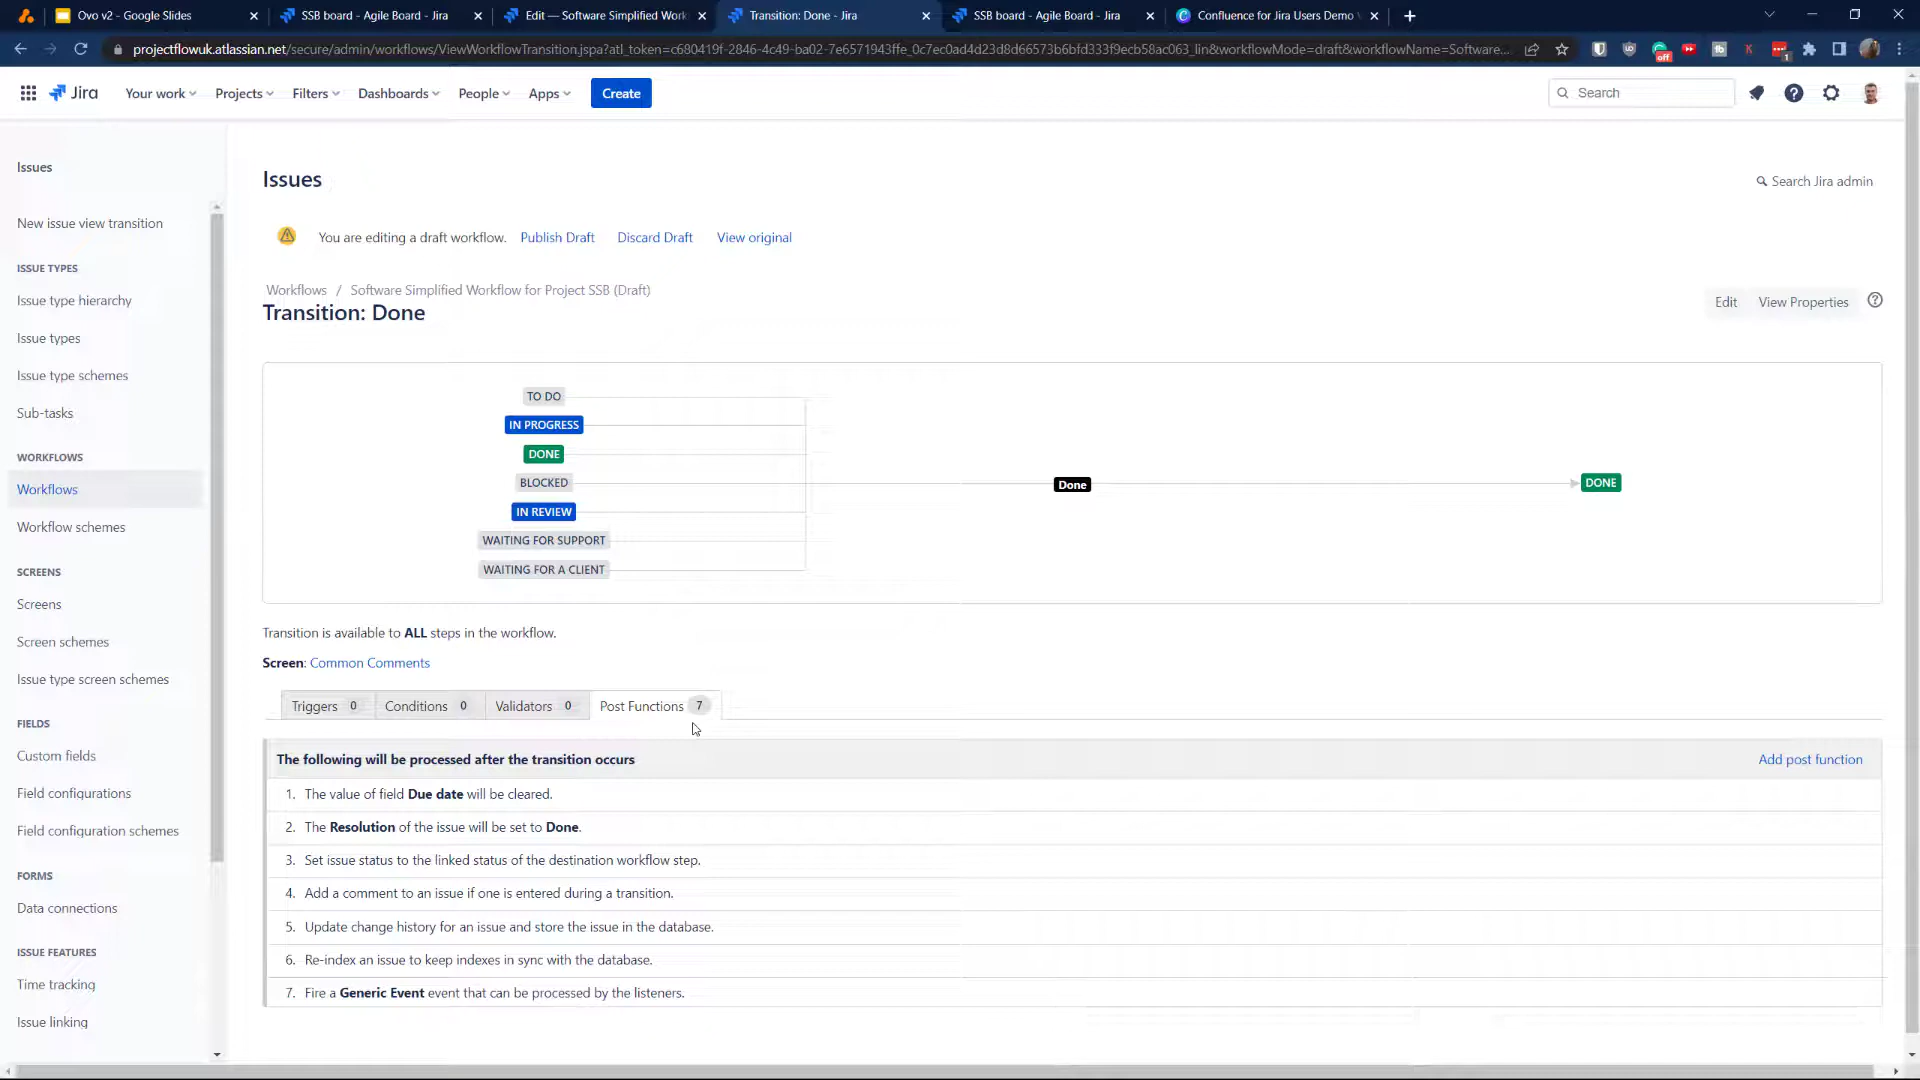 Ovo v2 - Google Slides
SSB board - Agile Board - Jira
Edit — Software Simplified Work
Transition: Done - Jira
SSB board - Agile Board - Jira
Confluence for Jira Users Demo
projectflowuk.atlassian.net/secure/admin/workflows/ViewWorkflowTransition.jspa?atl_token=c680419f-2846-4c49-ba02-7e6571943ffe_0c7ec0ad4d23d8d66573b6bfd333f9ecb58ac063_lin&workflowMode=draft&workflowName=Software...
off
1
Jira
Your work
Projects
Filters
Dashboards
People
Apps
Create
Search
Issues
New issue view transition
ISSUE TYPES
Issue type hierarchy
Issue types
Issue type schemes
Sub-tasks
WORKFLOWS
Workflows
Workflow schemes
SCREENS
Screens
Screen schemes
Issue type screen schemes
FIELDS
Custom fields
Field configurations
Field configuration schemes
FORMS
Data connections
ISSUE FEATURES
Time tracking
Issue linking
Issues
Search Jira admin
You are editing a draft workflow. Publish Draft Discard Draft View original
Workflows / Software Simplified Workflow for Project SSB (Draft)
Transition: Done
Edit View Properties
TO DO
IN PROGRESS
DONE
BLOCKED
IN REVIEW
WAITING FOR SUPPORT
WAITING FOR A CLIENT
Done
DONE
Transition is available to ALL steps in the workflow.
Screen: Common Comments
Triggers 0 Conditions 0 Validators 0 Post Functions 7
The following will be processed after the transition occurs
Add post function
1. The value of field Due date will be cleared.
2. The Resolution of the issue will be set to Done.
3. Set issue status to the linked status of the destination workflow step.
4. Add a comment to an issue if one is entered during a transition.
5. Update change history for an issue and store the issue in the database.
6. Re-index an issue to keep indexes in sync with the database.
7. Fire a Generic Event event that can be processed by the listeners.